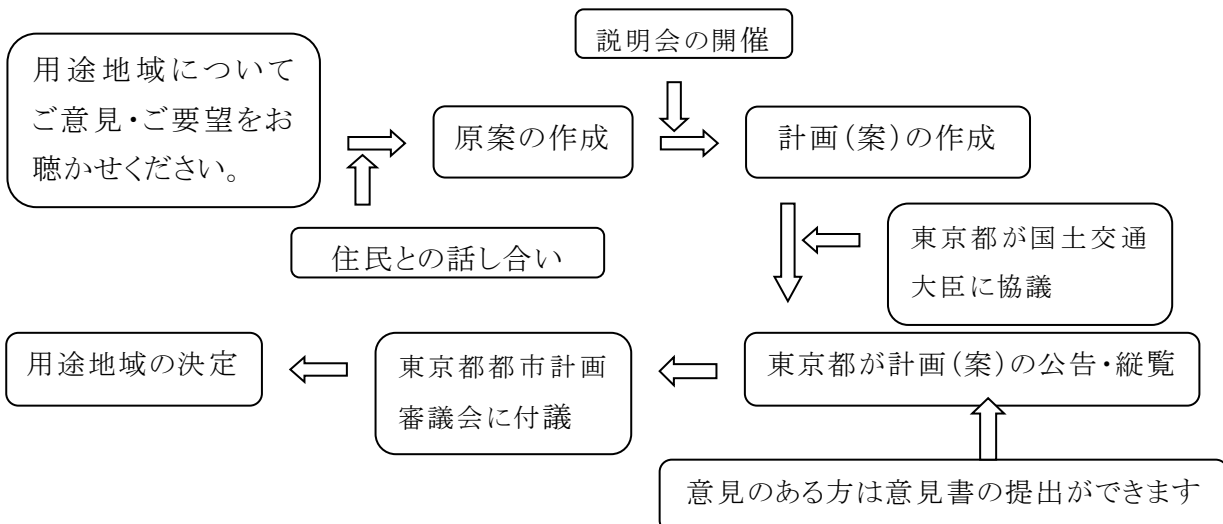 説明会の開催
用途地域について
ご意見・ご要望をお
聴かせください。
原案の作成
計画(案)の作成
住民との話し合い
東京都が国土交通
大臣に協議
用途地域の決定
東京都都市計画
審議会に付議
東京都が計画(案)の公告・縦覧
意見のある方は意見書の提出ができます